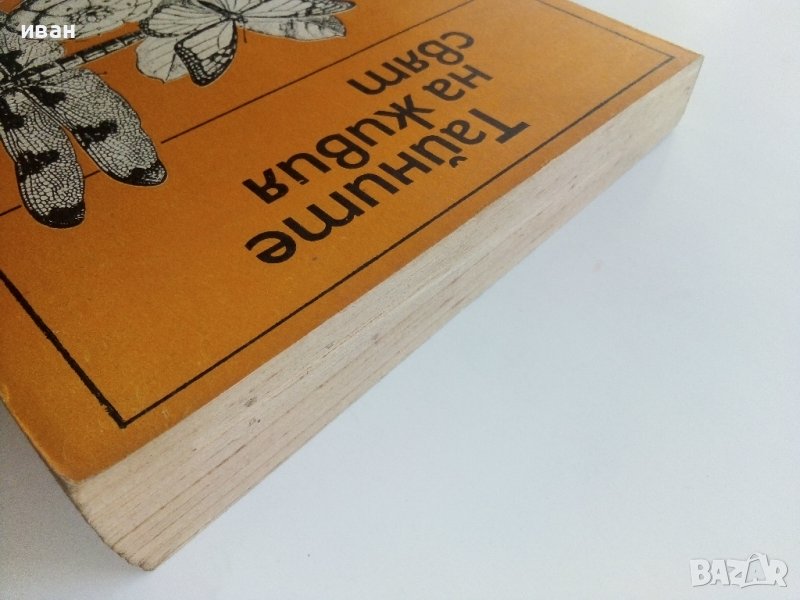 иван
Тайните
на живия
свят
BAZAR